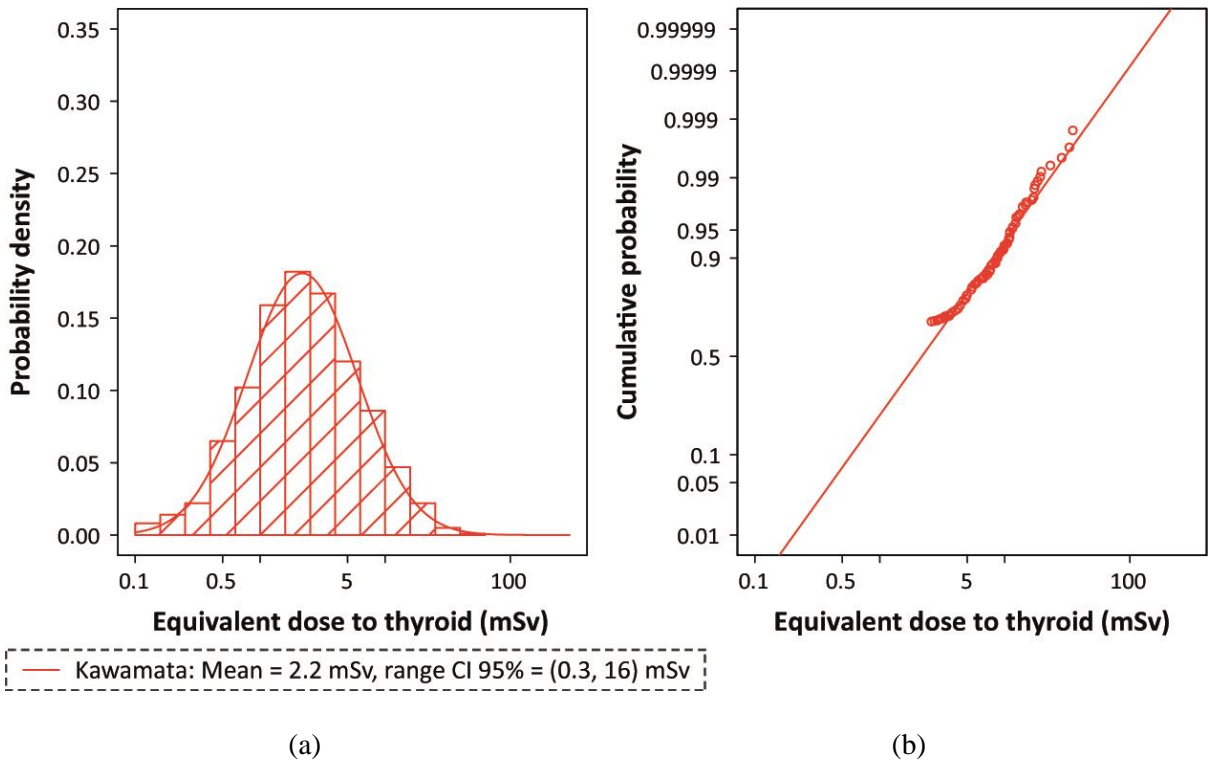 0.35
0.30
0.25
0.20
0.15
0.10
0.05
0.00
Probability density
0.1 0.5 5 100
Equivalent dose to thyroid (mSv)
0.99999
0.9999
0.999
0.99
0.95
0.9
0.5
0.1
0.05
0.01
Cumulative probability
0.1 0.5 5 100
Equivalent dose to thyroid (mSv)
Kawamata: Mean = 2.2 mSv, range CI 95% = (0.3, 16) mSv
(a) (b)